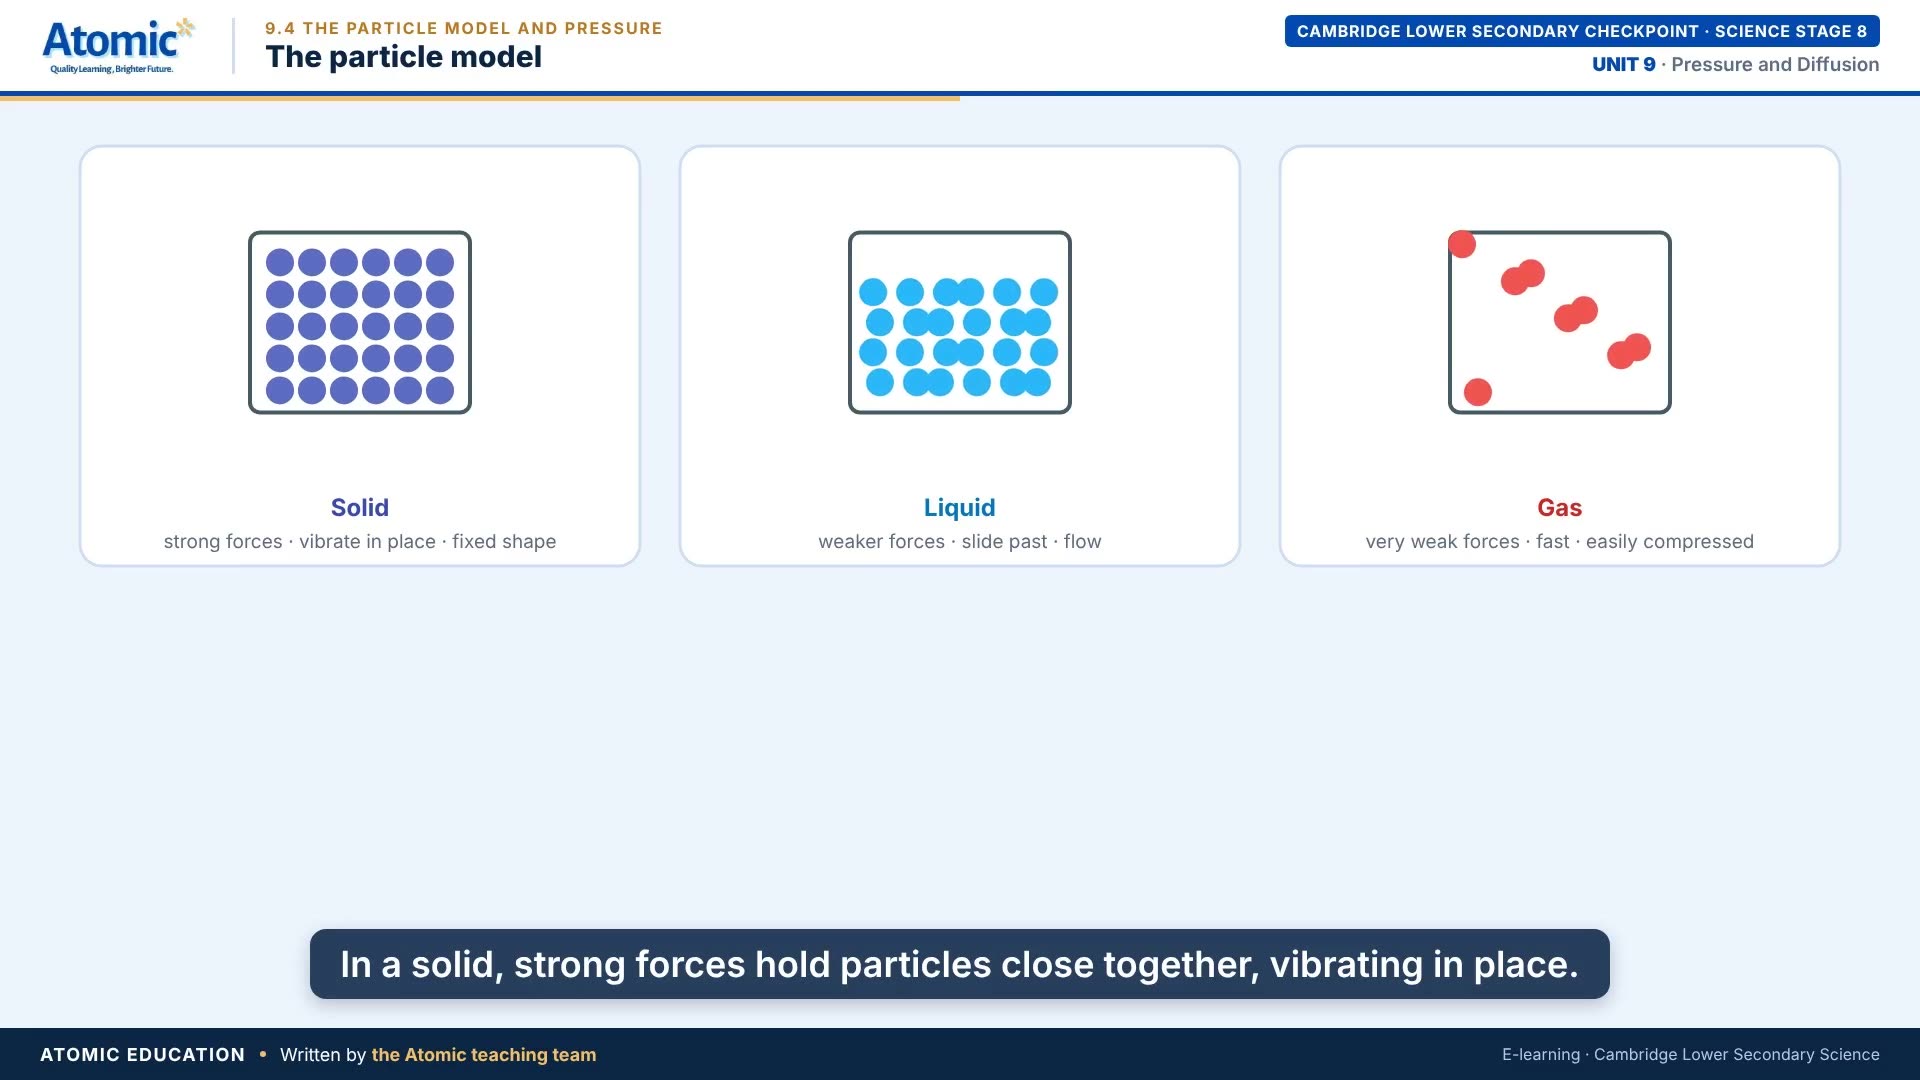 Atomic
Quality Learning, Brighter Future.
9.4 THE PARTICLE MODEL AND PRESSURE
The particle model
CAMBRIDGE LOWER SECONDARY CHECKPOINT · SCIENCE STAGE 8
UNIT 9 · Pressure and Diffusion
Solid
strong forces · vibrate in place · fixed shape
Liquid
weaker forces · slide past · flow
Gas
very weak forces · fast · easily compressed
In a solid, strong forces hold particles close together, vibrating in place.
ATOMIC EDUCATION • Written by the Atomic teaching team
E-learning · Cambridge Lower Secondary Science